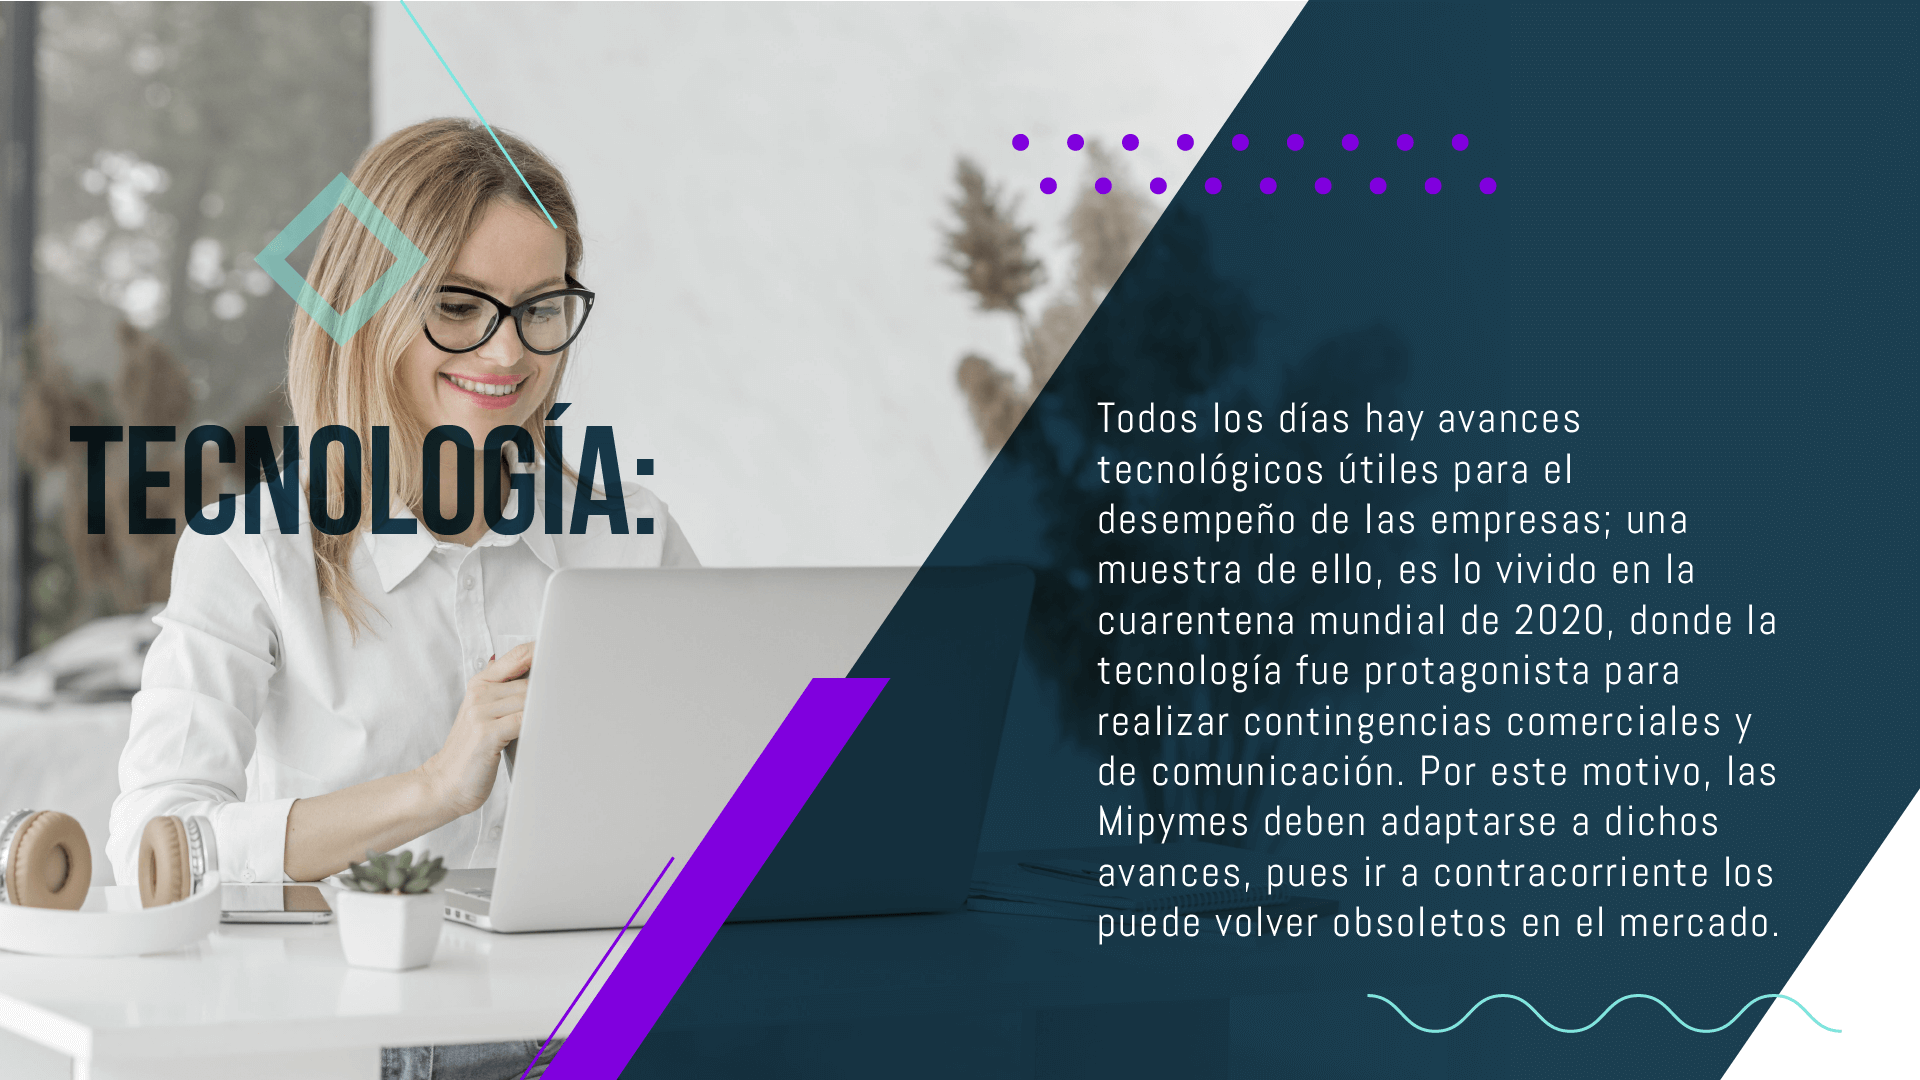 TECNOLOGÍA:
Todos los días hay avances
tecnológicos útiles para el
desempeño de las empresas; una
muestra de ello, es lo vivido en la
cuarentena mundial de 2020, donde la
tecnología fue protagonista para
realizar contingencias comerciales y
de comunicación. Por este motivo, las
Mipymes deben adaptarse a dichos
avances, pues ir a contracorriente los
puede volver obsoletos en el mercado.